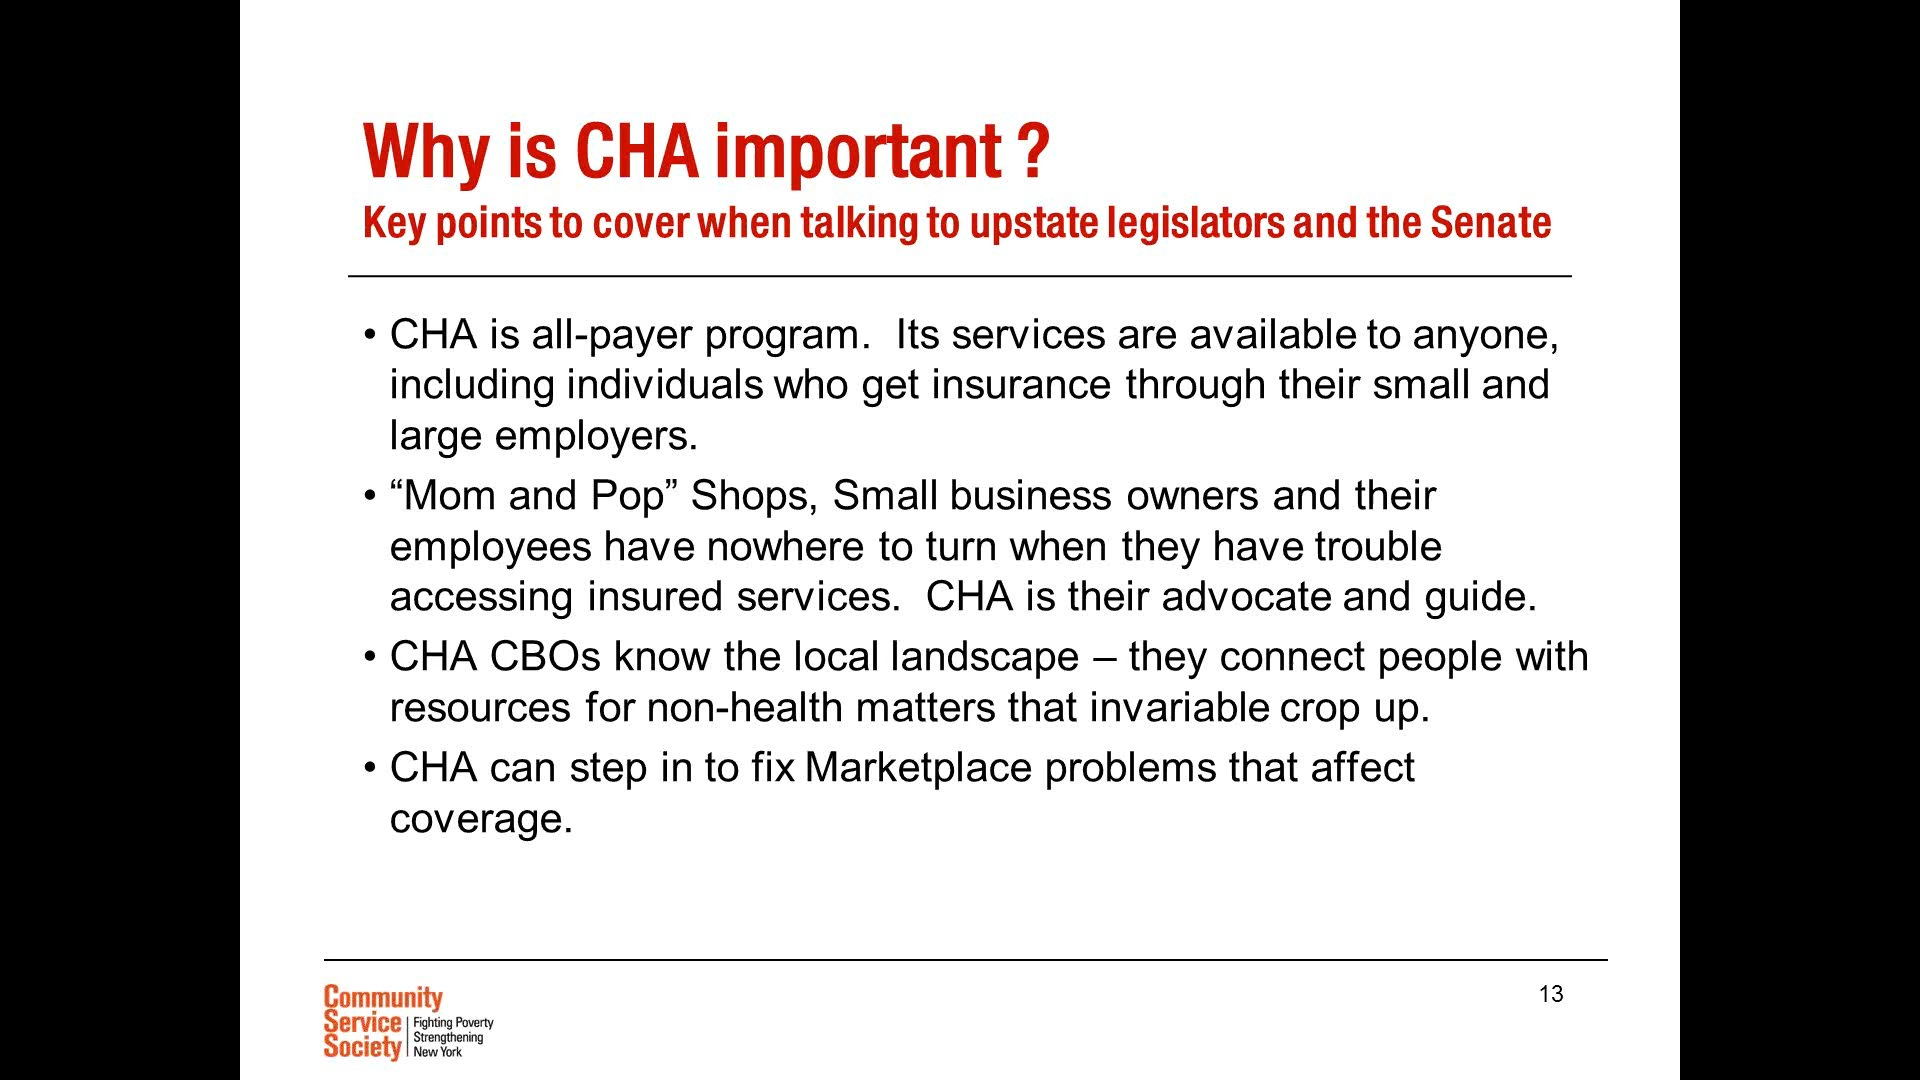 Why is CHA important ?
Key points to cover when talking to upstate legislators and the Senate
• CHA is all-payer program.  Its services are available to anyone,
including individuals who get insurance through their small and
large employers.
• “Mom and Pop” Shops, Small business owners and their
employees have nowhere to turn when they have trouble
accessing insured services.  CHA is their advocate and guide.
• CHA CBOs know the local landscape – they connect people with
resources for non-health matters that invariable crop up.
• CHA can step in to fix Marketplace problems that affect
coverage.
Community
Service
Society
Fighting Poverty
Strengthening
New York
13